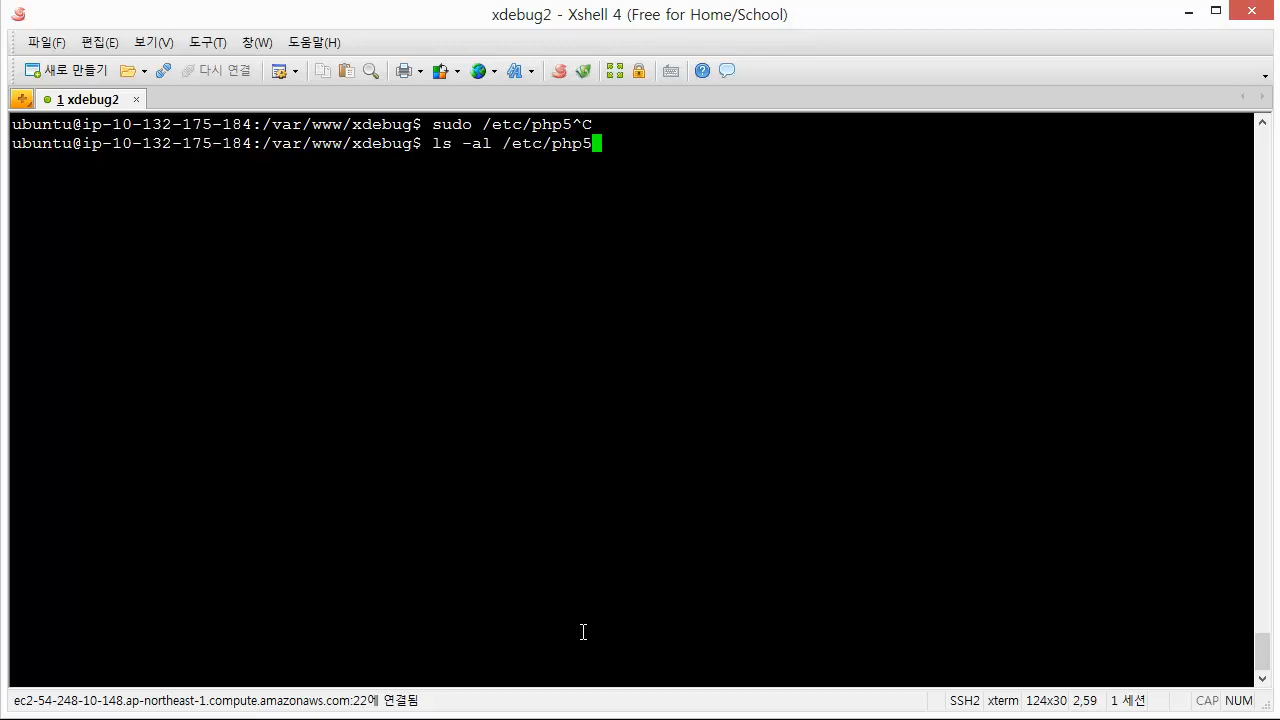 xdebug2 - Xshell 4 (Free for Home/School)
파일(F) 편집(E) 보기(V) 도구(T) 창(W) 도움말(H)
새로 만들기 다시 연결
1 xdebug2
ubuntu@ip-10-132-175-184:/var/www/xdebug$ sudo /etc/php5^C
ubuntu@ip-10-132-175-184:/var/www/xdebug$ ls -al /etc/php5
ec2-54-248-10-148.ap-northeast-1.compute.amazonaws.com:22에 연결됨 SSH2 xterm 124x30 2,59 1 세션 CAP NUM